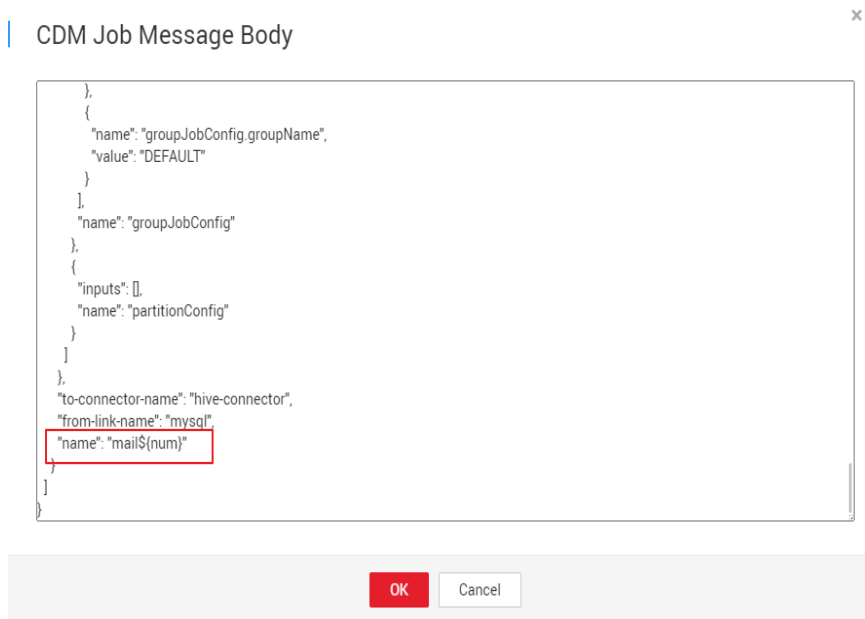 ×
CDM Job Message Body
},
{
"name": "groupJobConfig.groupName",
"value": "DEFAULT"
}
],
"name": "groupJobConfig"
},
{
"inputs": [],
"name": "partitionConfig"
}
]
},
"to-connector-name": "hive-connector",
"from-link-name": "mysql",
"name": "mail${num}"
}
]
}
OK
Cancel